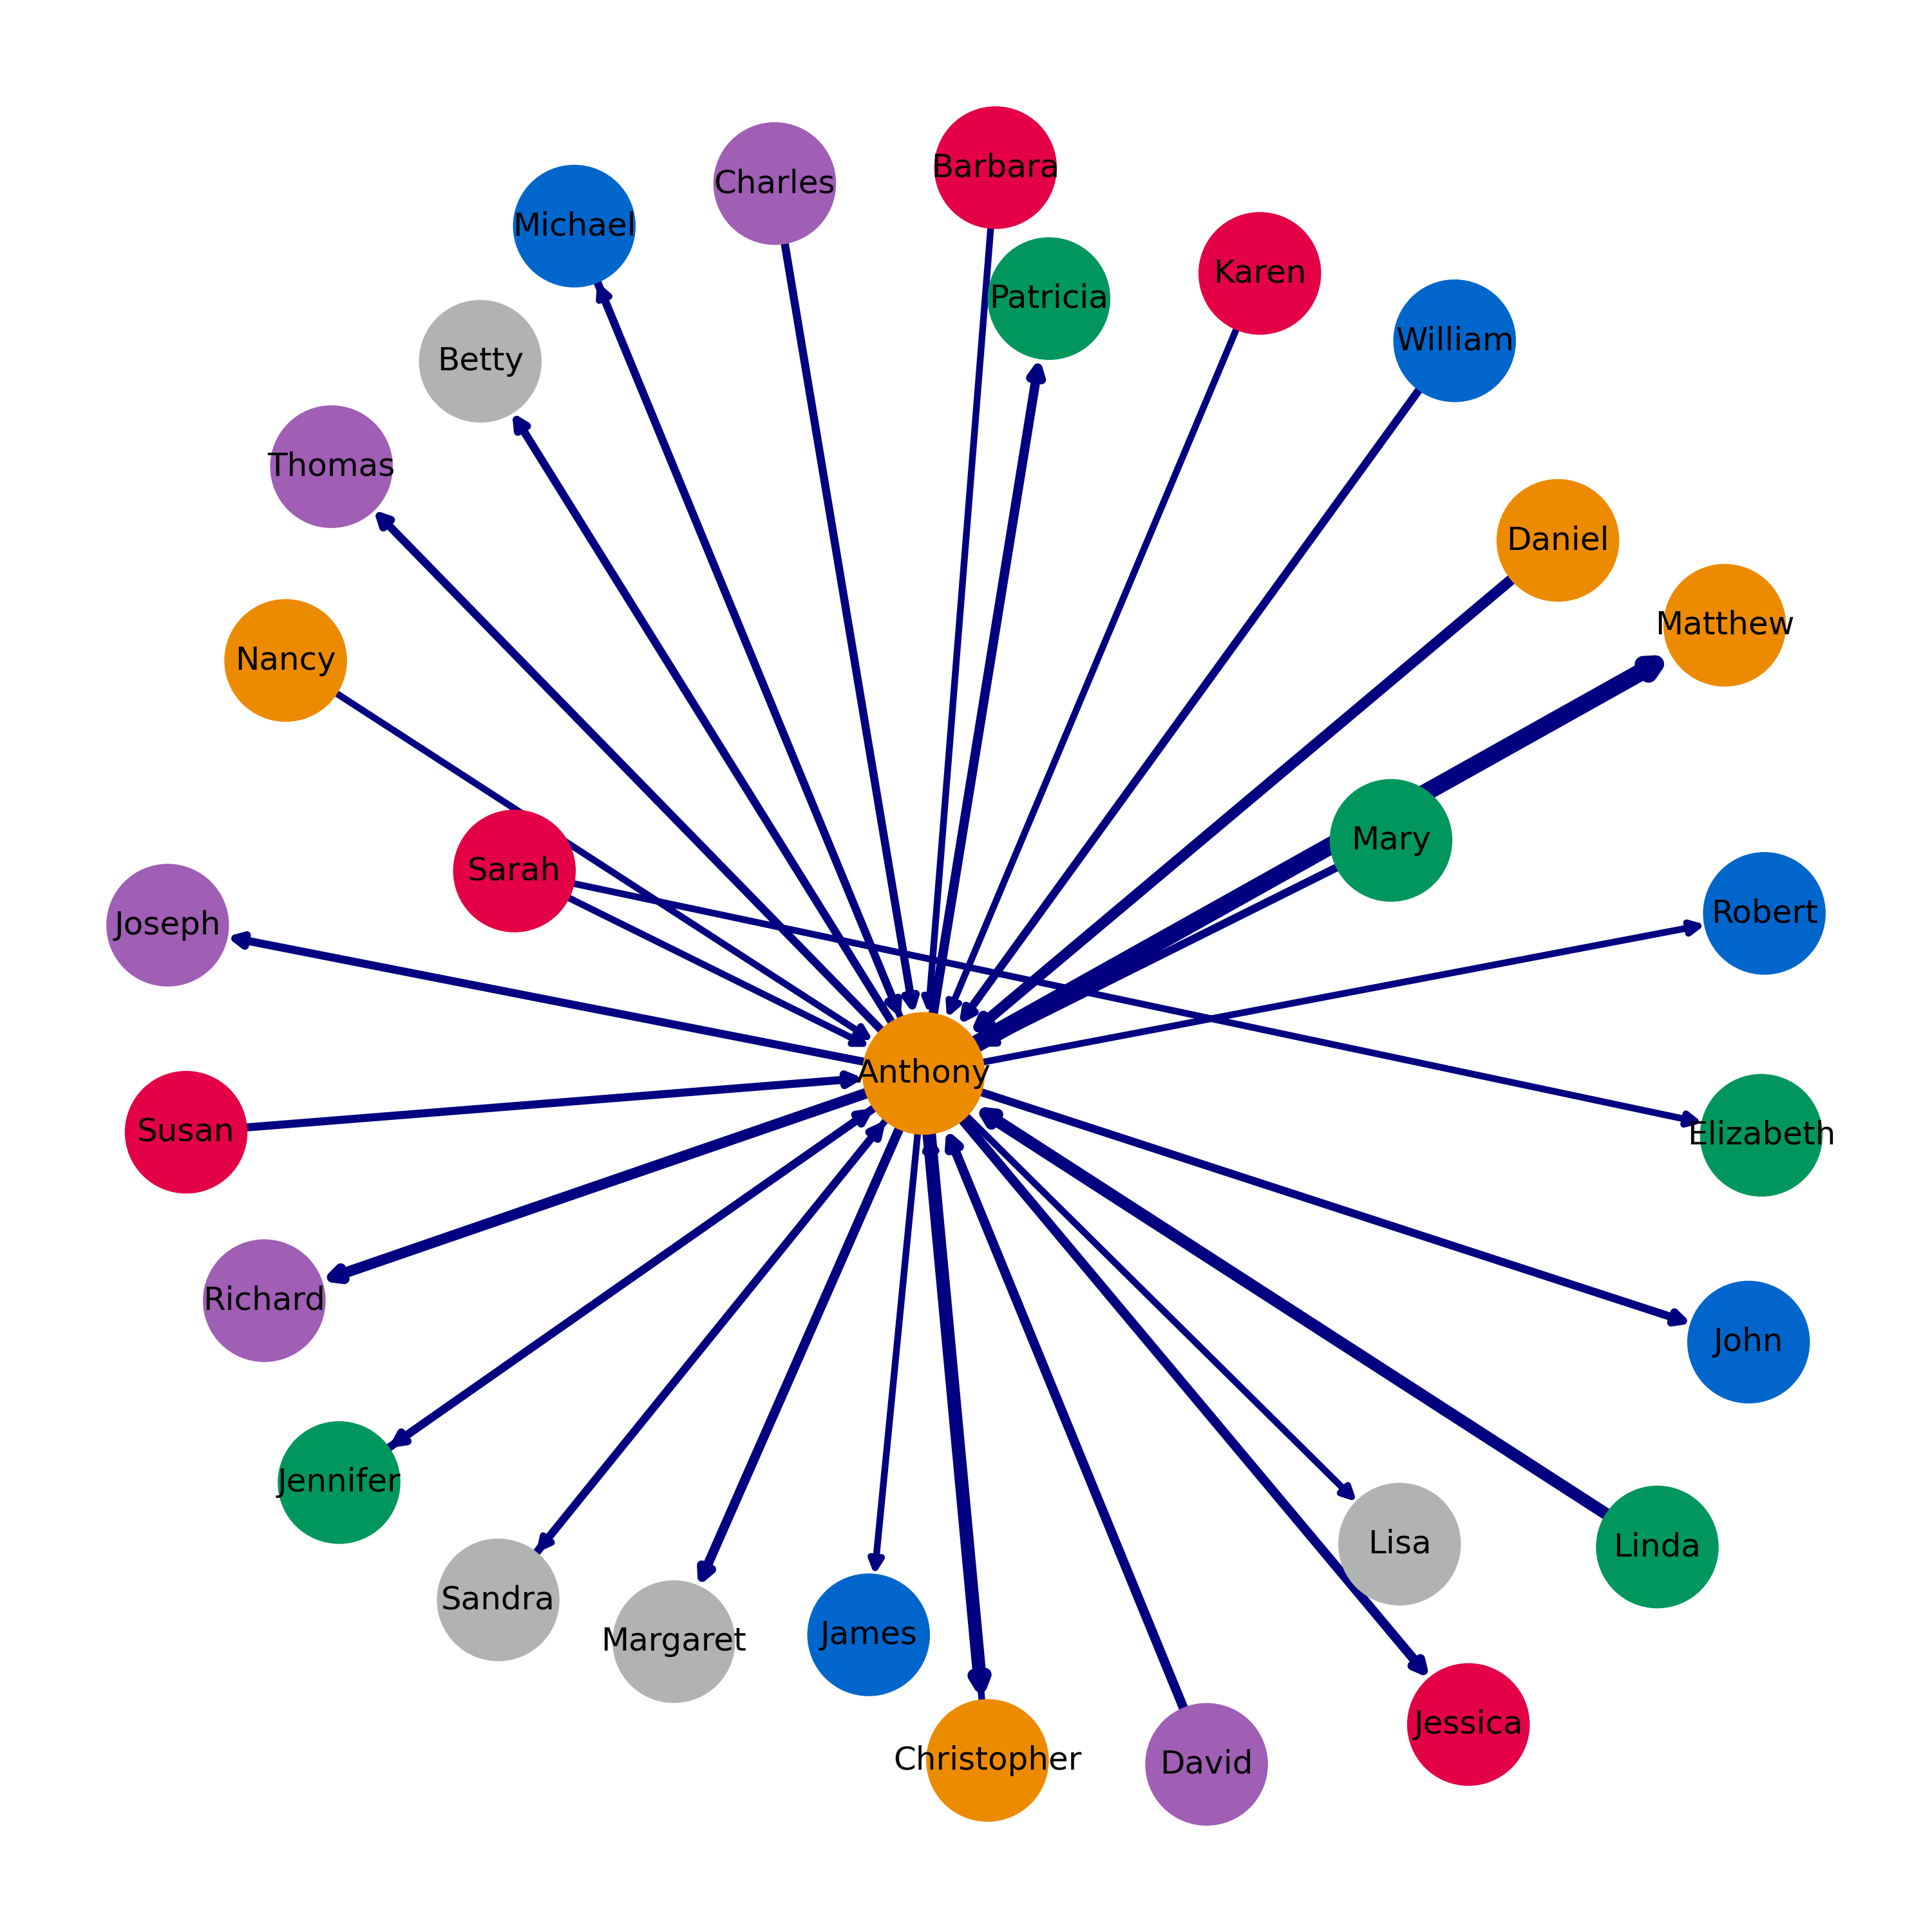 Barbara
Charles
Michael
Karen
Patricia
William
Betty
Thomas
Daniel
Matthew
Nancy
Mary
Sarah
Robert
Joseph
Anthony
Susan
Elizabeth
Richard
John
Jennifer
Lisa
Linda
Sandra
James
Margaret
Jessica
Christopher
David